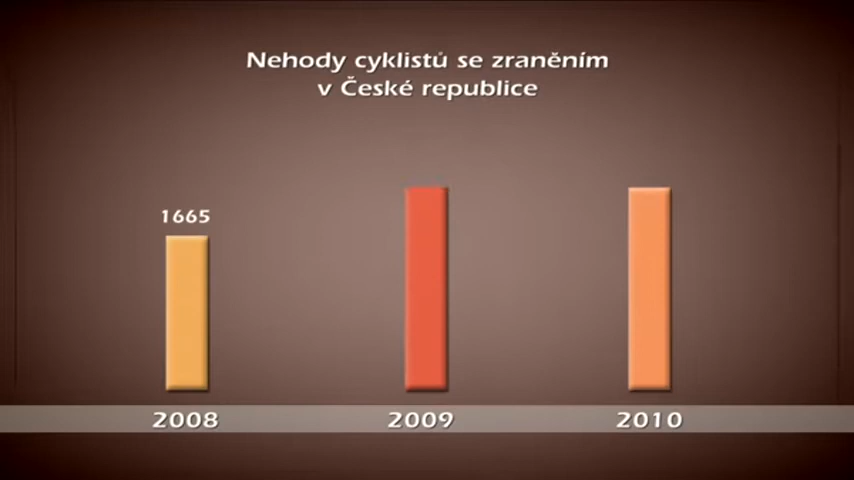 Nehody cyklistů se zraněním
v České republice
1665
2008 2009 2010